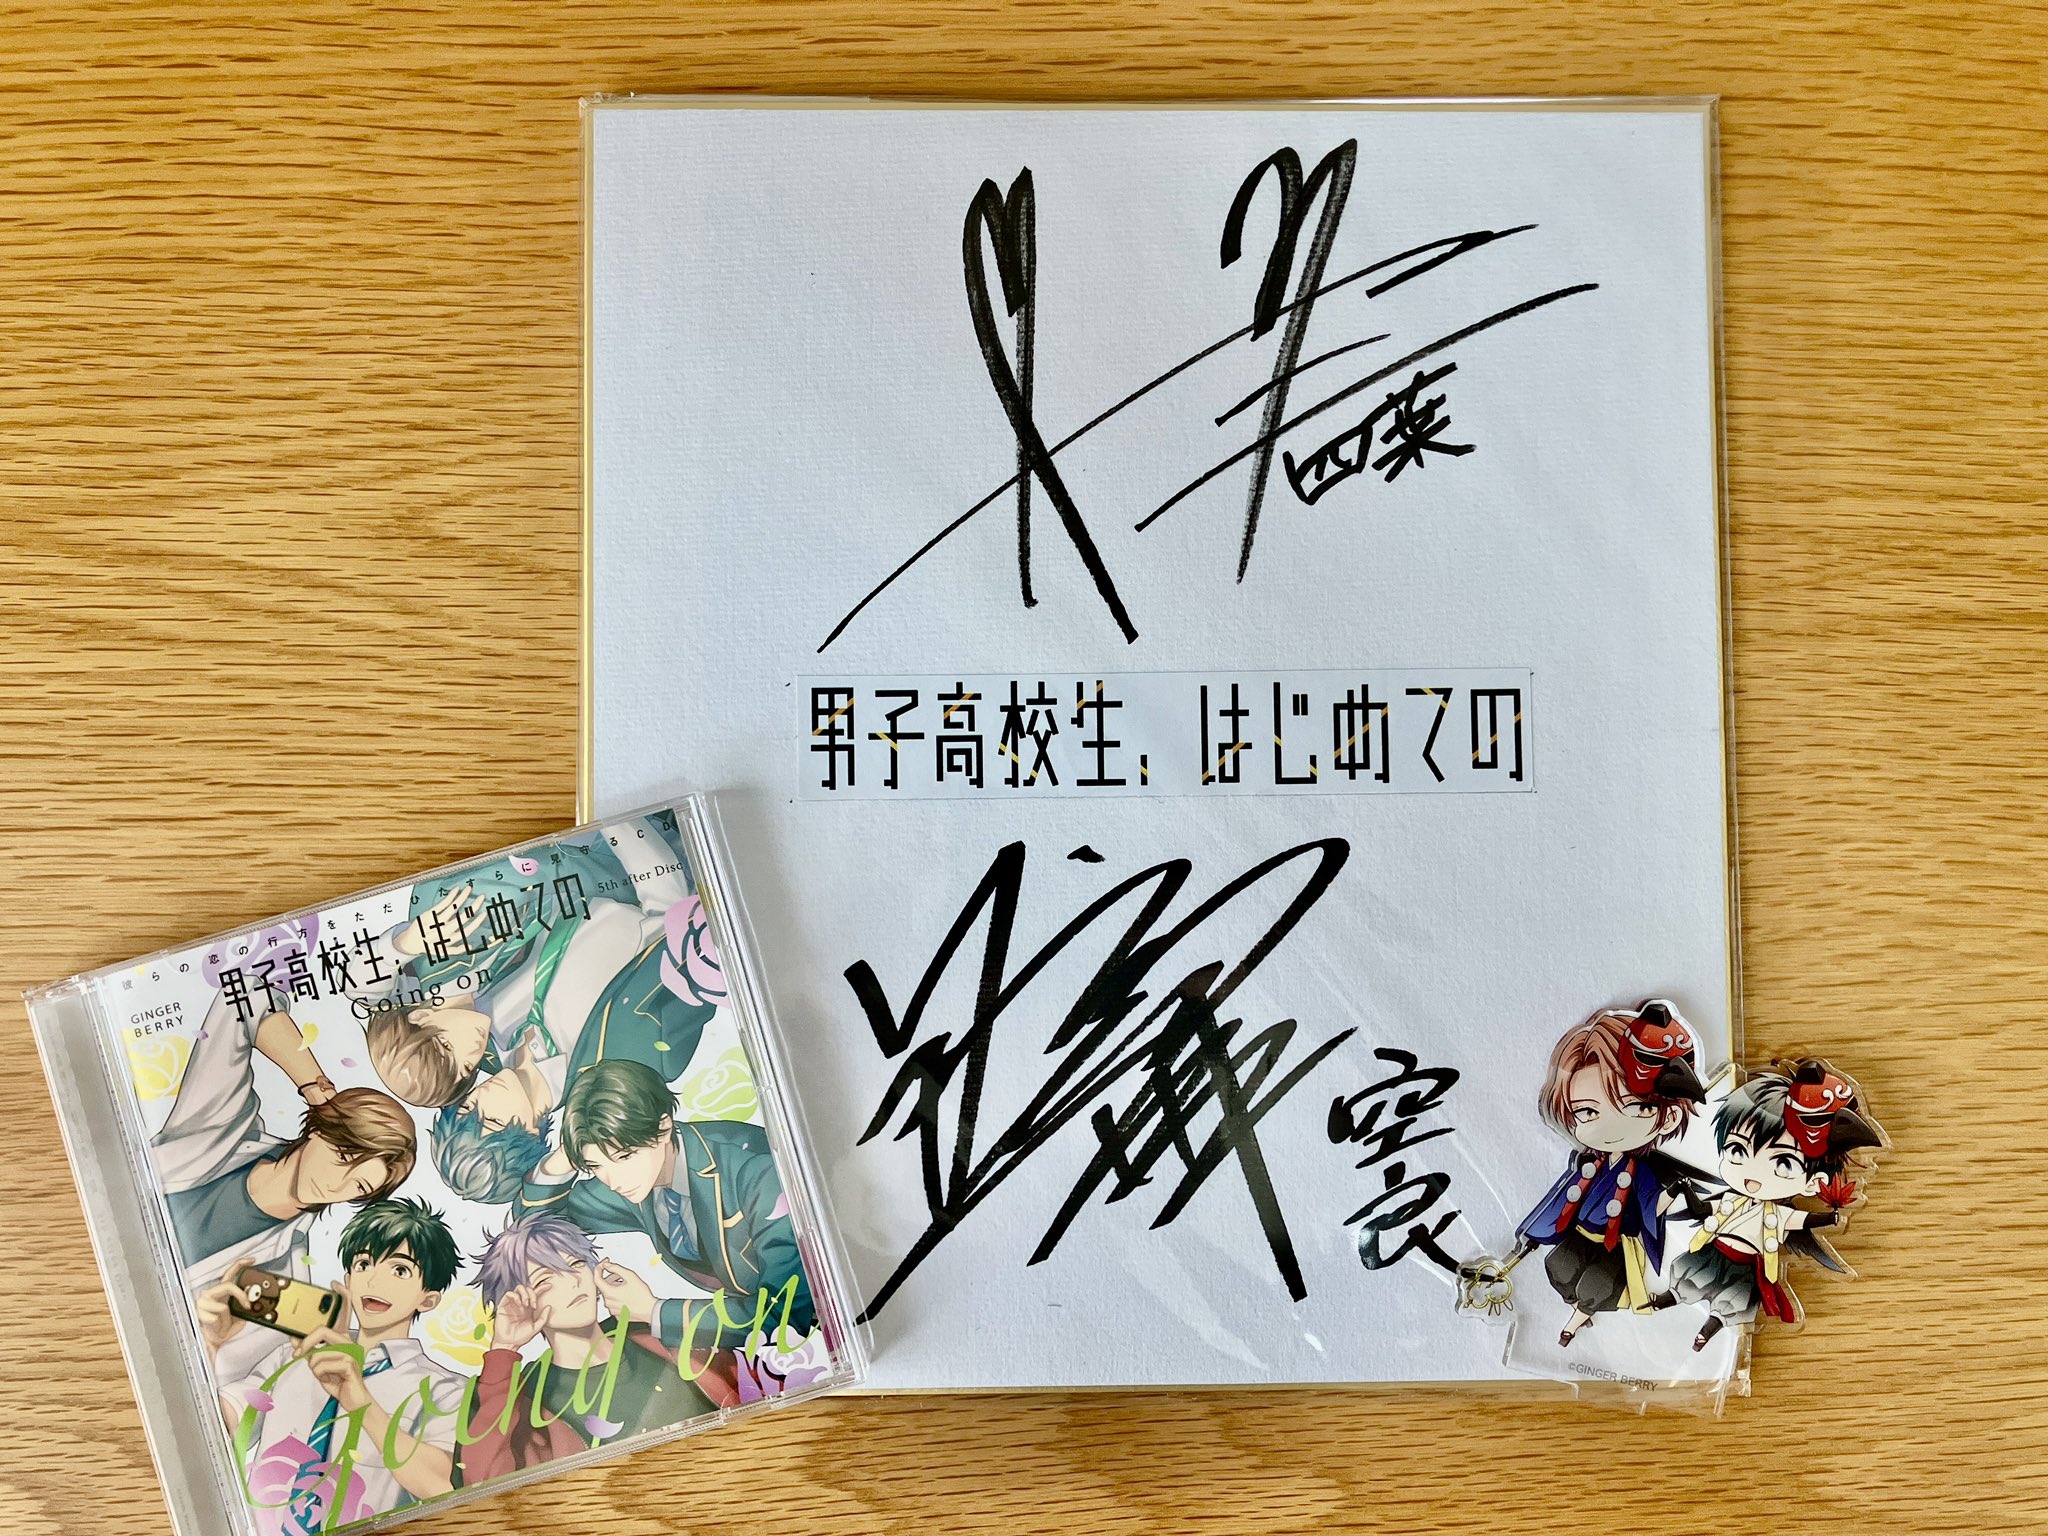 四葉
男子高校生、はじめての
空良
彼らの恋の行方をただひたすらに見守るCD
男子高校生、はじめての
5th after Disc
Going on
GINGER
BERRY
Going on
©GINGER BERRY